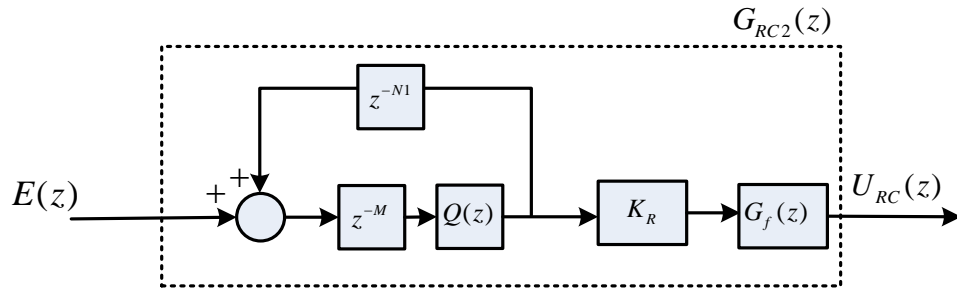 G_{RC2}(z)
z^{-N1}
+
+
E(z)
z^{-M}
Q(z)
K_R
G_f(z)
U_{RC}(z)